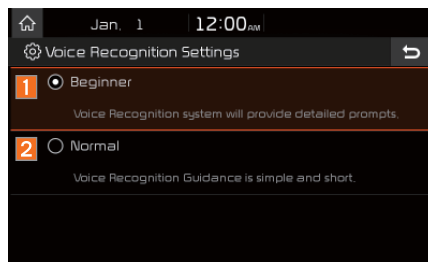 Jan. 1 12:00AM
Voice Recognition Settings
1 Beginner
Voice Recognition system will provide detailed prompts.
2 Normal
Voice Recognition Guidance is simple and short.